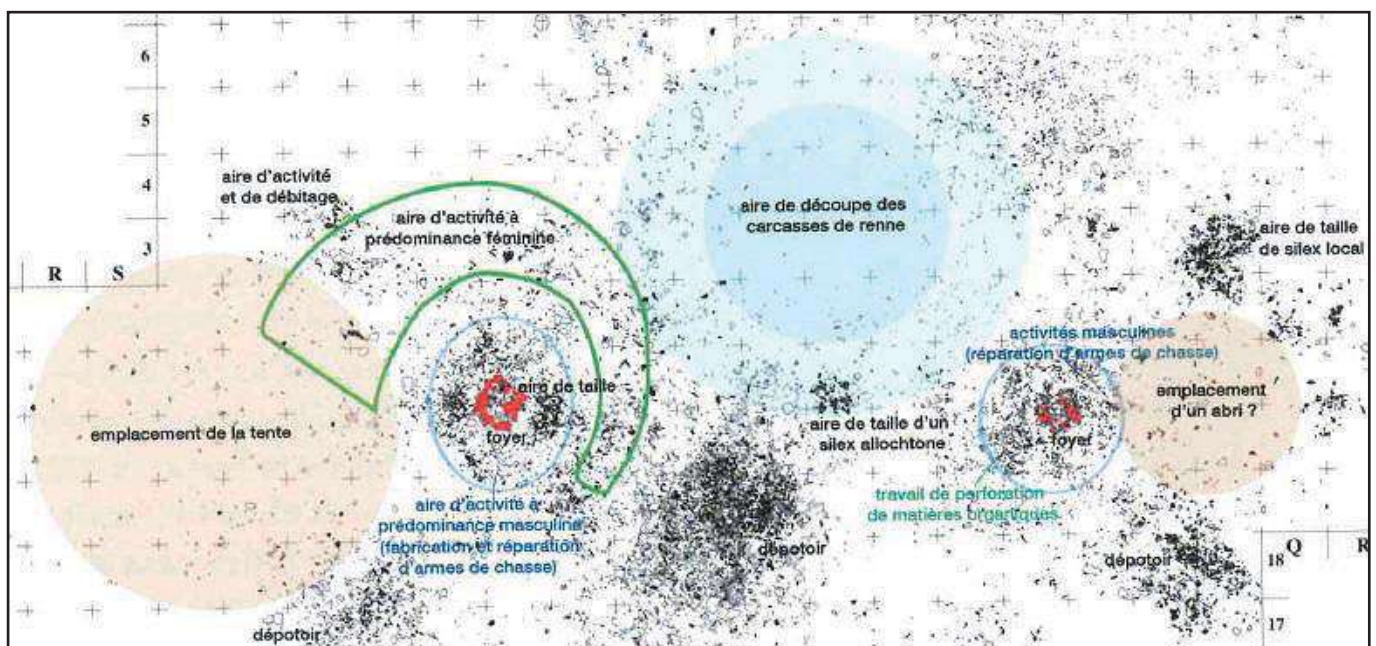 6
5
4
3
R
S
aire d'activité
et de débitage
aire d'activité à
prédominance féminine
aire de découpe des
carcasses de renne
aire de taille
de silex local
activités masculines
(réparation d'armes de chasse)
emplacement
d'un abri ?
emplacement de la tente
aire de taille
foyer
aire de taille d'un
silex allochtone
foyer
aire d'activité à
prédominance masculine
(fabrication et réparation
d'armes de chasse)
travail de perforation
de matières organiques
dépotoir
dépotoir
dépotoir
Q
R
18
17